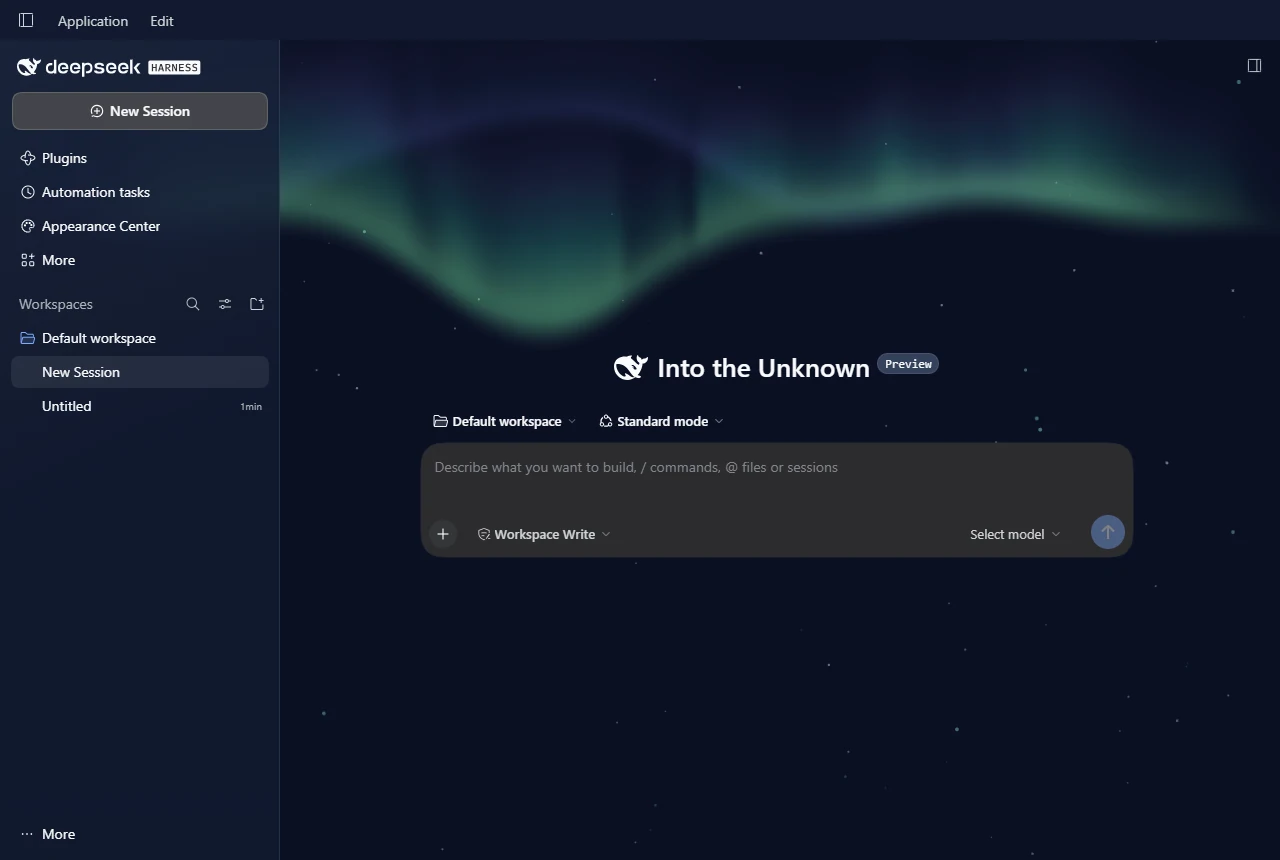 Application Edit
deepseek HARNESS
New Session
Plugins
Automation tasks
Appearance Center
More
Workspaces
Default workspace
New Session
Untitled 1min
More
Into the Unknown Preview
Default workspace Standard mode
Describe what you want to build, / commands, @ files or sessions
Workspace Write Select model